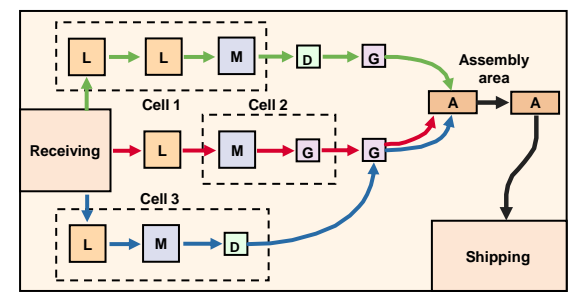 L
L
M
D
G
Assembly
area
A
A
Cell 1
Cell 2
Receiving
L
M
G
G
Cell 3
L
M
D
Shipping